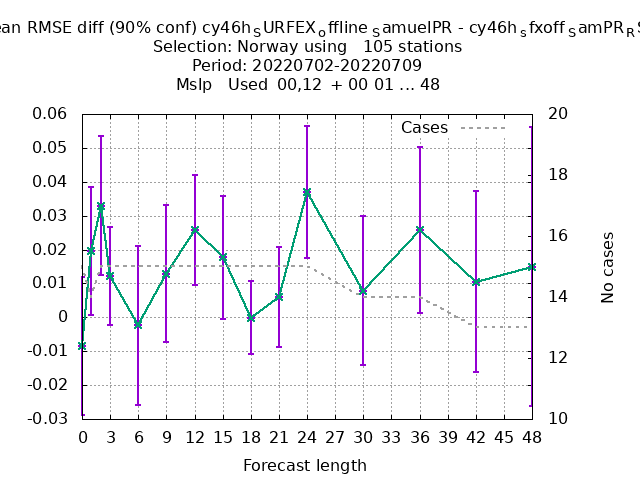 ean RMSE diff (90% conf) cy46h_SURFEX_offline_SamuelPR - cy46h_sfxoff_SamPR_RS
Selection: Norway using   105 stations
Period: 20220702-20220709
Mslp   Used  00,12  + 00 01 ... 48
Cases
0.06
0.05
0.04
0.03
0.02
0.01
0
-0.01
-0.02
-0.03
20
18
16
14
12
10
No cases
0 3 6 9 12 15 18 21 24 27 30 33 36 39 42 45 48
Forecast length